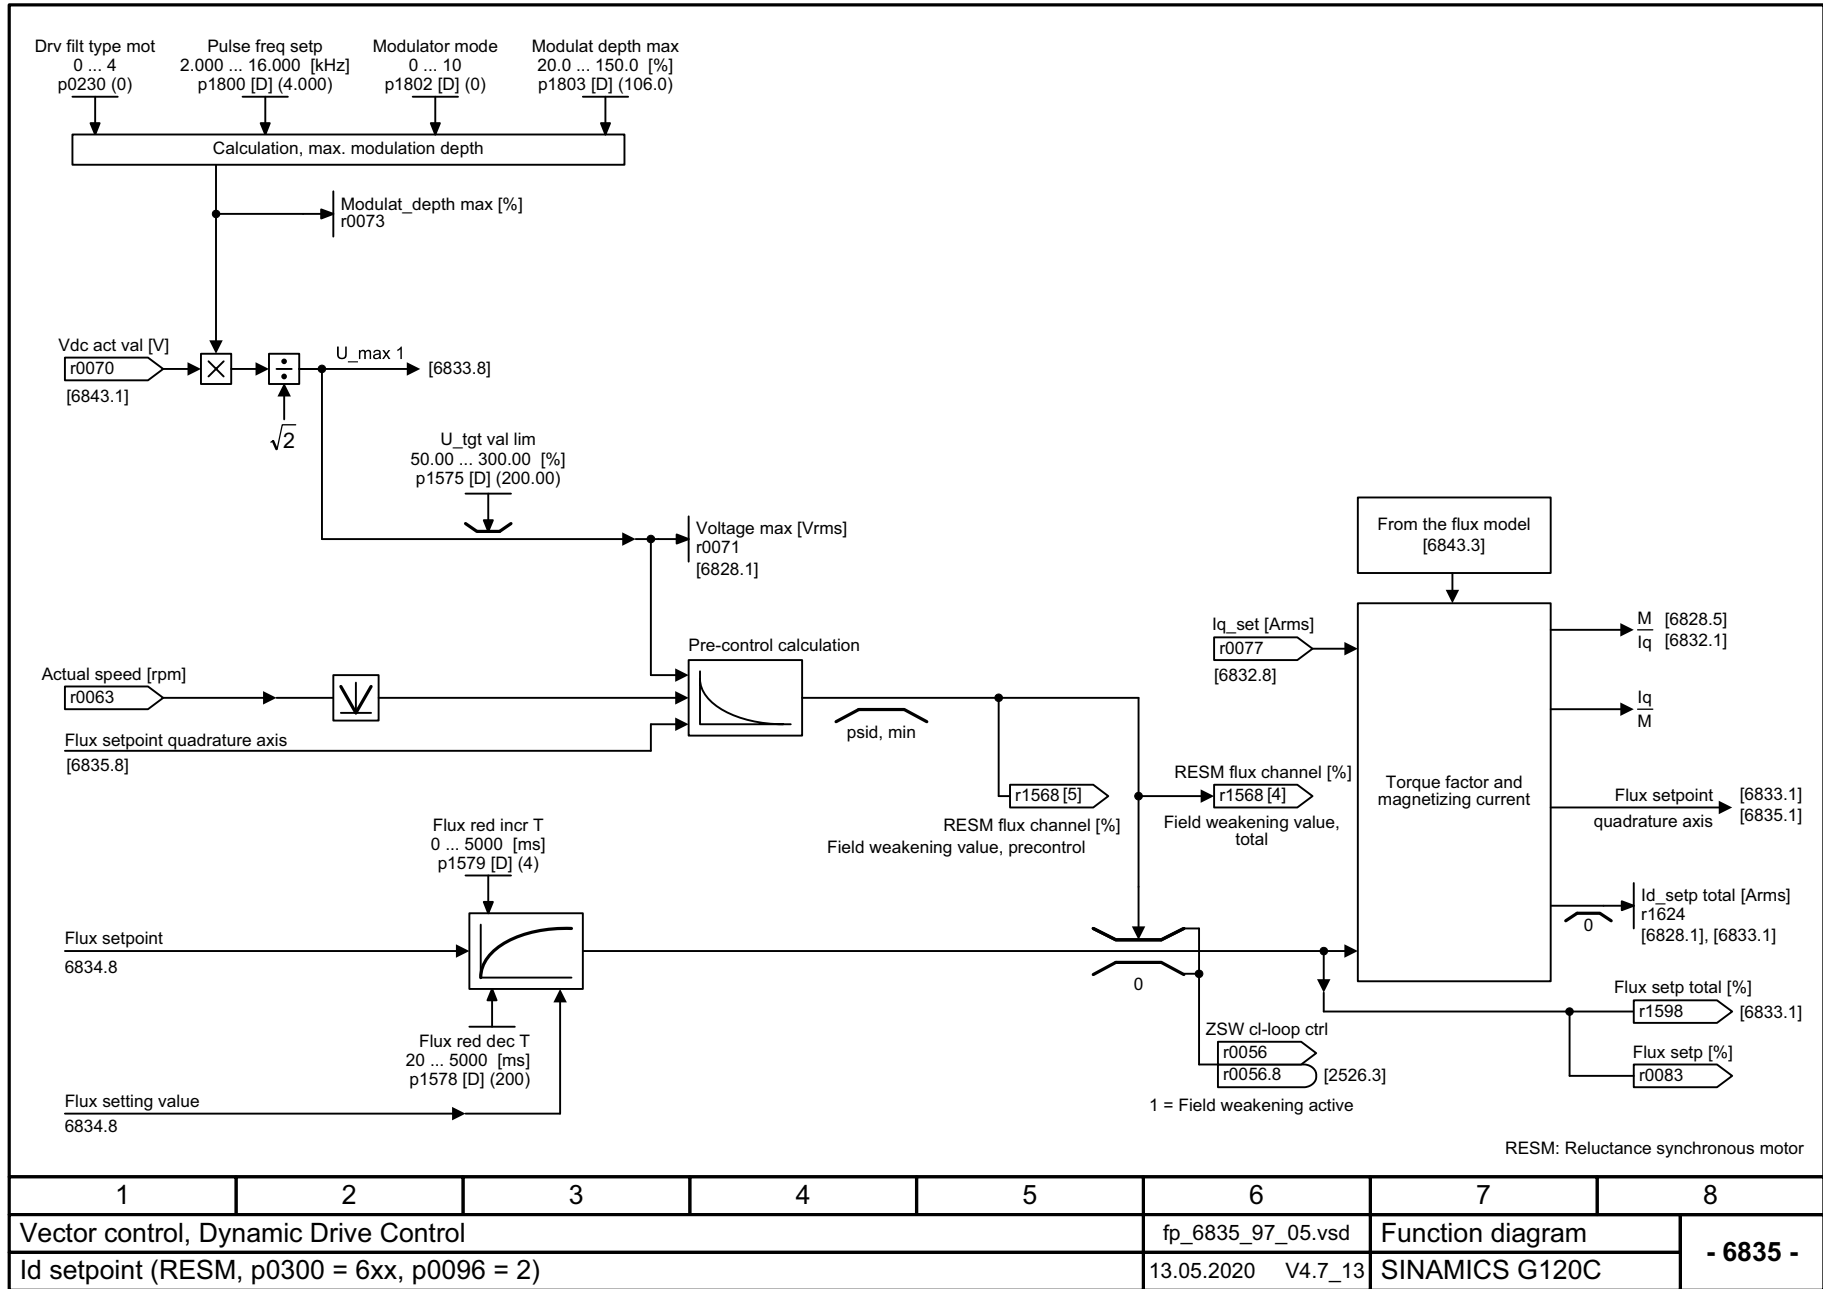 Drv filt type mot
0 ... 4
p0230 (0)
Pulse freq setp
2.000 ... 16.000 [kHz]
p1800 [D] (4.000)
Modulator mode
0 ... 10
p1802 [D] (0)
Modulat depth max
20.0 ... 150.0 [%]
p1803 [D] (106.0)
Calculation, max. modulation depth
Modulat_depth max [%]
r0073
Vdc act val [V]
r0070
[6843.1]
U_max 1
[6833.8]
√2
U_tgt val lim
50.00 ... 300.00 [%]
p1575 [D] (200.00)
Voltage max [Vrms]
r0071
[6828.1]
From the flux model
[6843.3]
Iq_set [Arms]
r0077
[6832.8]
M [6828.5]
Iq [6832.1]
Iq
M
Pre-control calculation
Actual speed [rpm]
r0063
Flux setpoint quadrature axis
[6835.8]
psid, min
r1568 [5]
RESM flux channel [%]
Field weakening value, precontrol
RESM flux channel [%]
r1568 [4]
Field weakening value,
total
Torque factor and
magnetizing current
Flux setpoint [6833.1]
quadrature axis [6835.1]
Flux red incr T
0 ... 5000 [ms]
p1579 [D] (4)
Flux setpoint
6834.8
0
0
Id_setp total [Arms]
r1624
[6828.1], [6833.1]
Flux setp total [%]
r1598 [6833.1]
Flux setp [%]
r0083
Flux red dec T
20 ... 5000 [ms]
p1578 [D] (200)
ZSW cl-loop ctrl
r0056
r0056.8 [2526.3]
1 = Field weakening active
Flux setting value
6834.8
RESM: Reluctance synchronous motor
1 2 3 4 5 6 7 8
Vector control, Dynamic Drive Control
fp_6835_97_05.vsd
Function diagram
- 6835 -
Id setpoint (RESM, p0300 = 6xx, p0096 = 2)
13.05.2020 V4.7_13
SINAMICS G120C